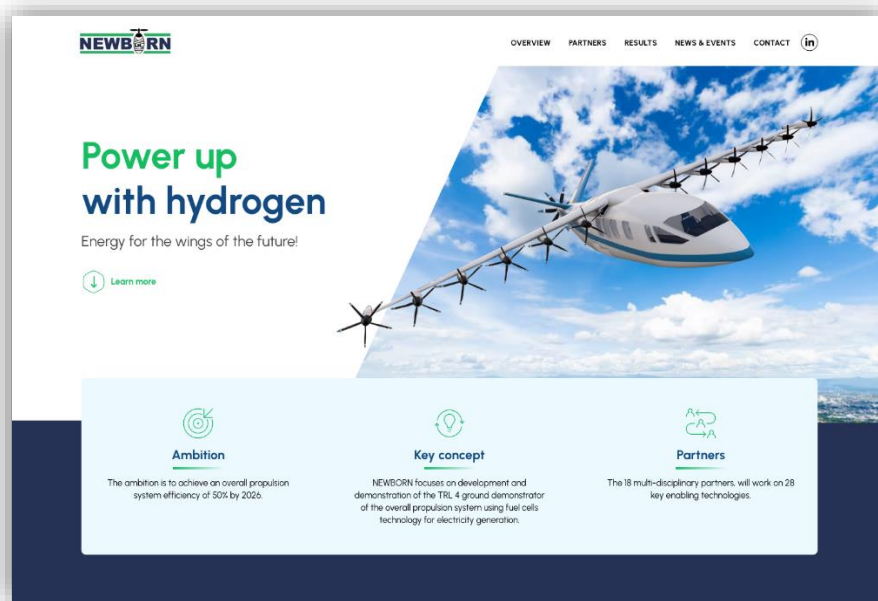 NEWBORN
OVERVIEW PARTNERS RESULTS NEWS & EVENTS CONTACT in
Power up
with hydrogen
Energy for the wings of the future!
Learn more
Ambition
The ambition is to achieve an overall propulsion
system efficiency of 50% by 2026.
Key concept
NEWBORN focuses on development and
demonstration of the TRL 4 ground demonstrator
of the overall propulsion system using fuel cells
technology for electricity generation.
Partners
The 18 multi-disciplinary partners, will work on 28
key enabling technologies.